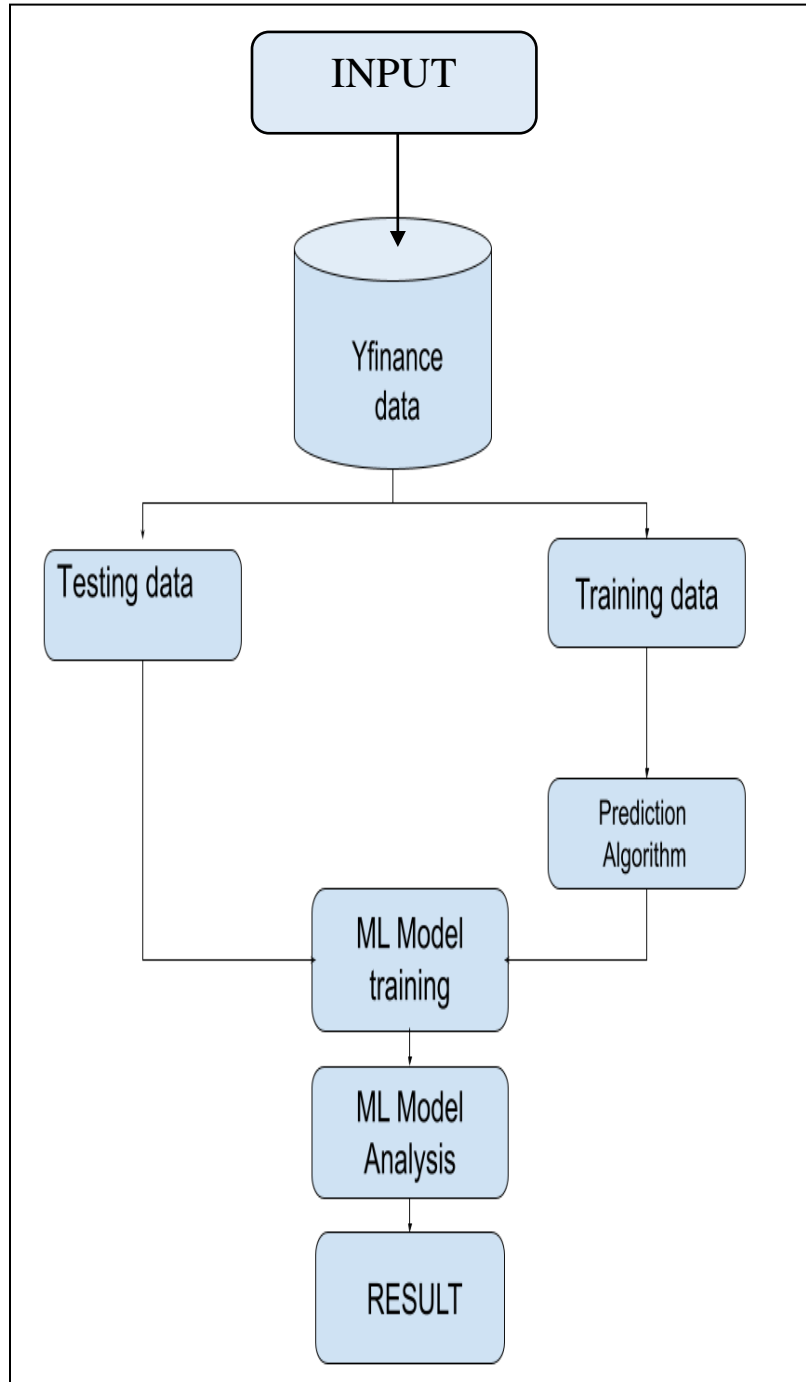 INPUT
Yfinance
data
Testing data
Training data
Prediction
Algorithm
ML Model
training
ML Model
Analysis
RESULT